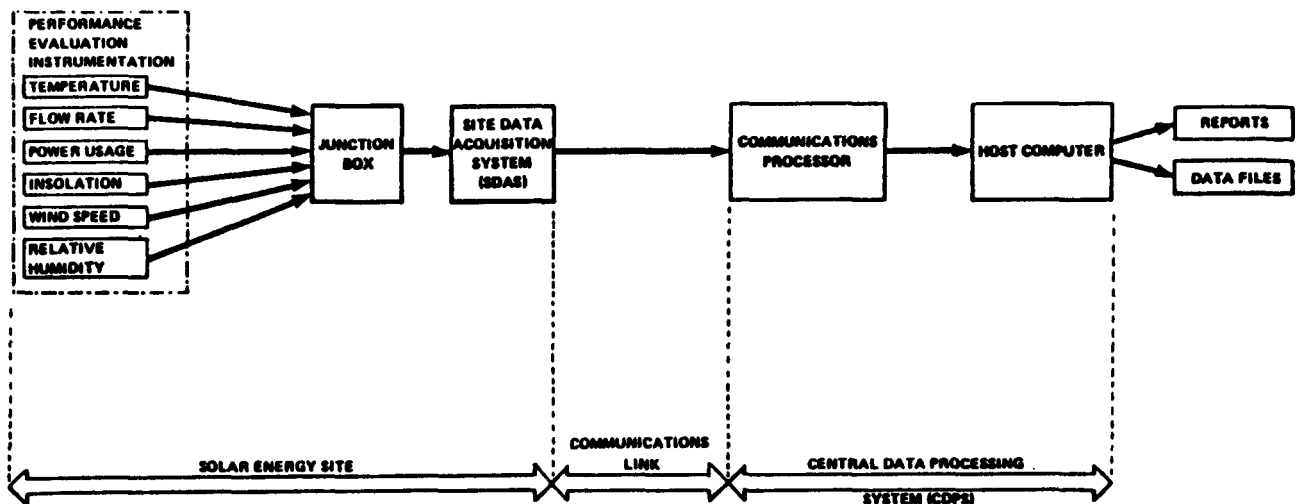 PERFORMANCE
EVALUATION
INSTRUMENTATION
TEMPERATURE
FLOW RATE
POWER USAGE
INSOLATION
WIND SPEED
RELATIVE
HUMIDITY
JUNCTION
BOX
SITE DATA
ACQUISITION
SYSTEM
(SDAS)
COMMUNICATIONS
PROCESSOR
HOST COMPUTER
REPORTS
DATA FILES
SOLAR ENERGY SITE
COMMUNICATIONS
LINK
CENTRAL DATA PROCESSING
SYSTEM (CDPS)